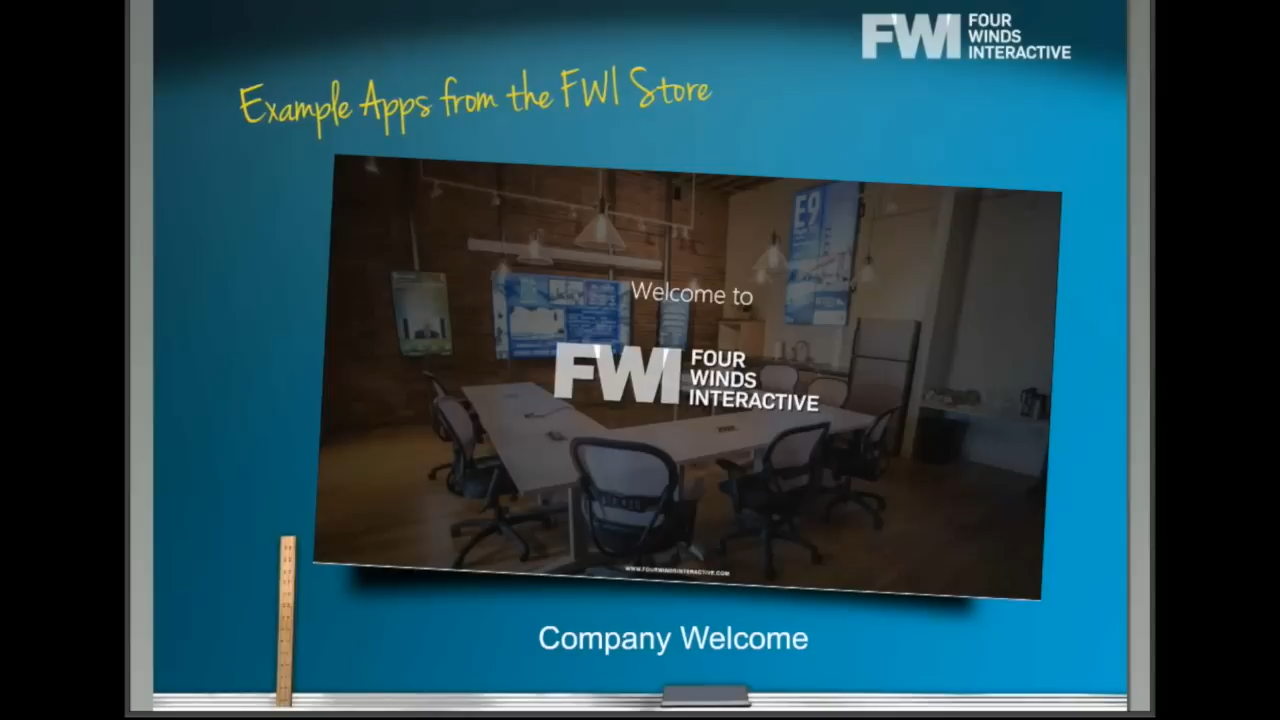 FWI FOUR
WINDS
INTERACTIVE
Example Apps from the FWI Store
E9
Welcome to
FWI FOUR
WINDS
INTERACTIVE
WWW.FOURWINDSINTERACTIVE.COM
Company Welcome